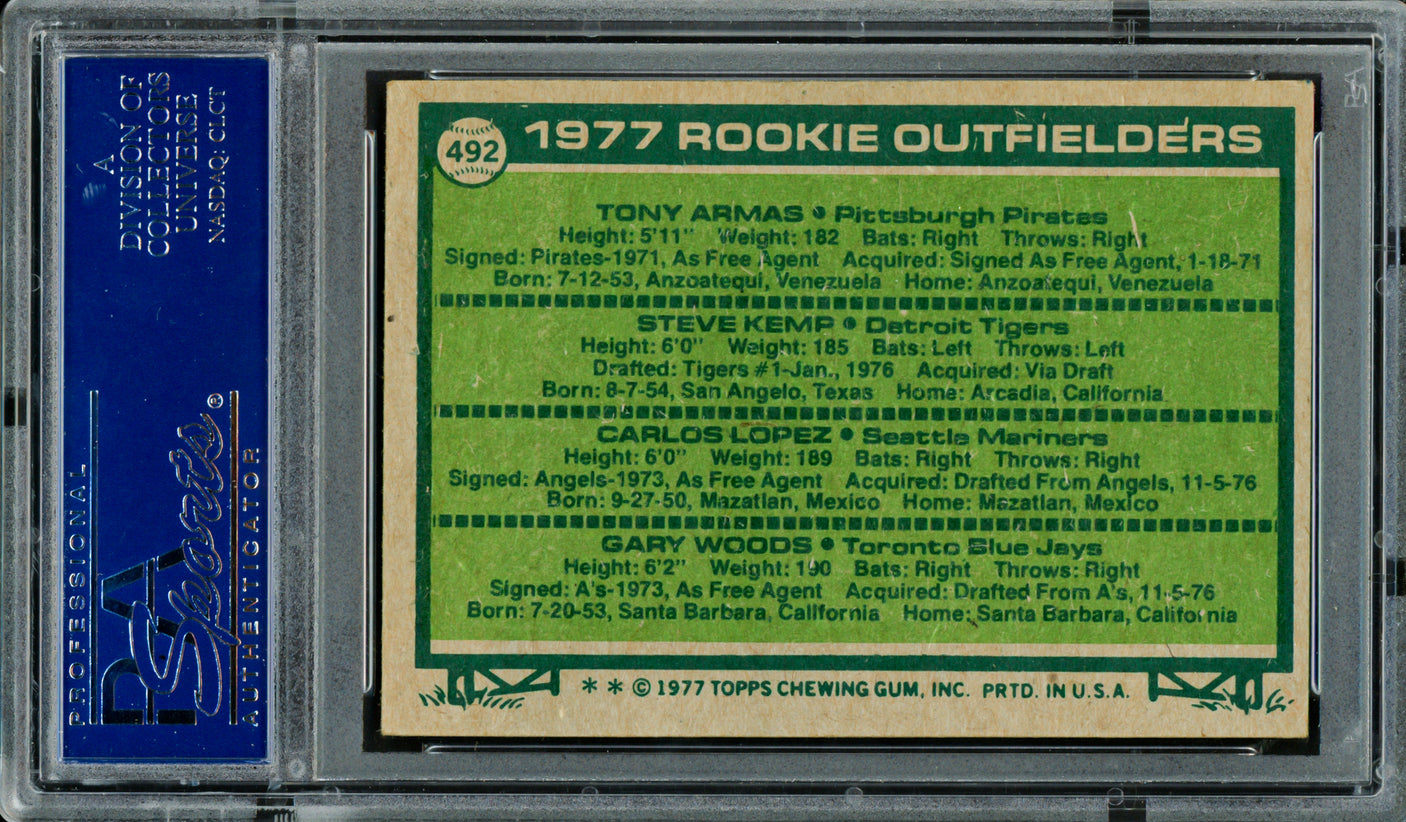 A
DIVISION OF
COLLECTORS
UNIVERSE
NASDAQ: CLCT
PROFESSIONAL
PSA
Sports®
AUTHENTICATOR
PSA
492
1977 ROOKIE OUTFIELDERS
TONY ARMAS • Pittsburgh Pirates
Height: 5'11" Weight: 182 Bats: Right Throws: Right
Signed: Pirates-1971, As Free Agent Acquired: Signed As Free Agent, 1-18-71
Born: 7-12-53, Anzoatequi, Venezuela Home: Anzoatequi, Venezuela
STEVE KEMP • Detroit Tigers
Height: 6'0" Weight: 185 Bats: Left Throws: Left
Drafted: Tigers #1-Jan., 1976 Acquired: Via Draft
Born: 8-7-54, San Angelo, Texas Home: Arcadia, California
CARLOS LOPEZ • Seattle Mariners
Height: 6'0" Weight: 189 Bats: Right Throws: Right
Signed: Angels-1973, As Free Agent Acquired: Drafted From Angels, 11-5-76
Born: 9-27-50, Mazatlan, Mexico Home: Mazatlan, Mexico
GARY WOODS • Toronto Blue Jays
Height: 6'2" Weight: 190 Bats: Right Throws: Right
Signed: A's-1973, As Free Agent Acquired: Drafted From A's, 11-5-76
Born: 7-20-53, Santa Barbara, California Home: Santa Barbara, California
* * © 1977 TOPPS CHEWING GUM, INC. PRTD. IN U.S.A.